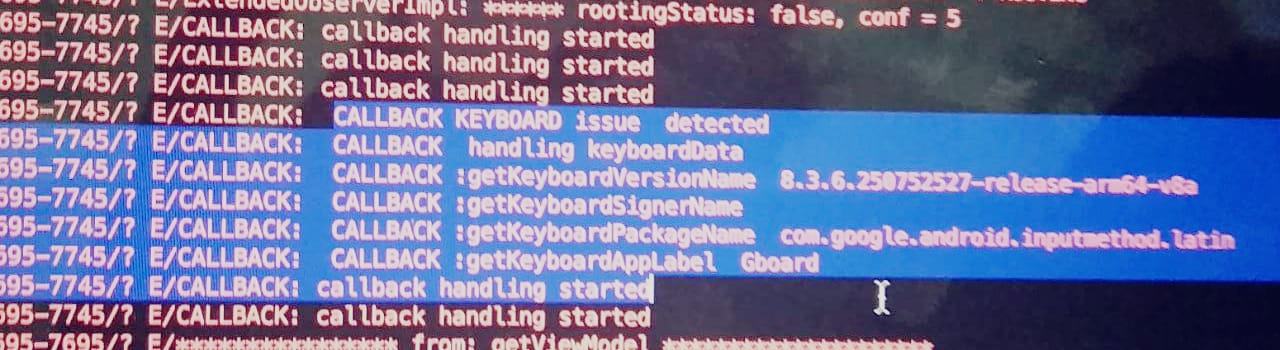 rootingStatus: false, conf = 5
695-7745/? E/CALLBACK: callback handling started
695-7745/? E/CALLBACK: callback handling started
695-7745/? E/CALLBACK: callback handling started
695-7745/? E/CALLBACK: CALLBACK KEYBOARD issue detected
695-7745/? E/CALLBACK: CALLBACK handling keyboardData
695-7745/? E/CALLBACK: CALLBACK :getKeyboardVersionName 8.3.6.250752527-release-arm64-v8a
695-7745/? E/CALLBACK: CALLBACK :getKeyboardSignerName
695-7745/? E/CALLBACK: CALLBACK :getKeyboardPackageName com.google.android.inputmethod.latin
695-7745/? E/CALLBACK: CALLBACK :getKeyboardAppLabel Gboard
695-7745/? E/CALLBACK: callback handling started
695-7745/? E/CALLBACK: callback handling started
695-7695/? E/***************** from: getViewModel